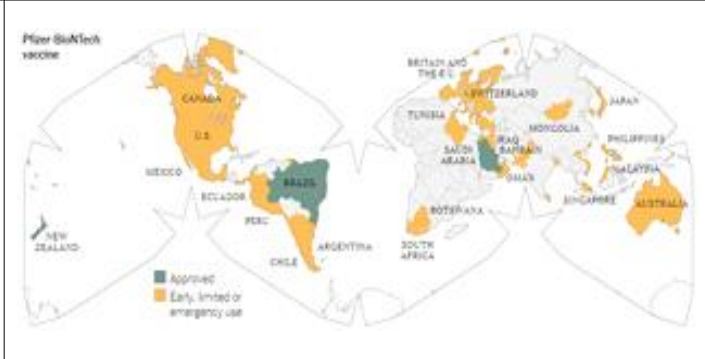 Pfizer-BioNTech
vaccine
CANADA
U.S.
MEXICO
ECUADOR
BRAZIL
PERU
ARGENTINA
CHILE
NEW
ZEALAND
BRITAIN AND
THE E.U.
SWITZERLAND
TUNISIA
JAPAN
MONGOLIA
IRAQ
BAHRAIN
SAUDI
ARABIA
OMAN
PHILIPPINES
MALAYSIA
SINGAPORE
AUSTRALIA
BOTSWANA
SOUTH
AFRICA
Approved
Early, limited or
emergency use